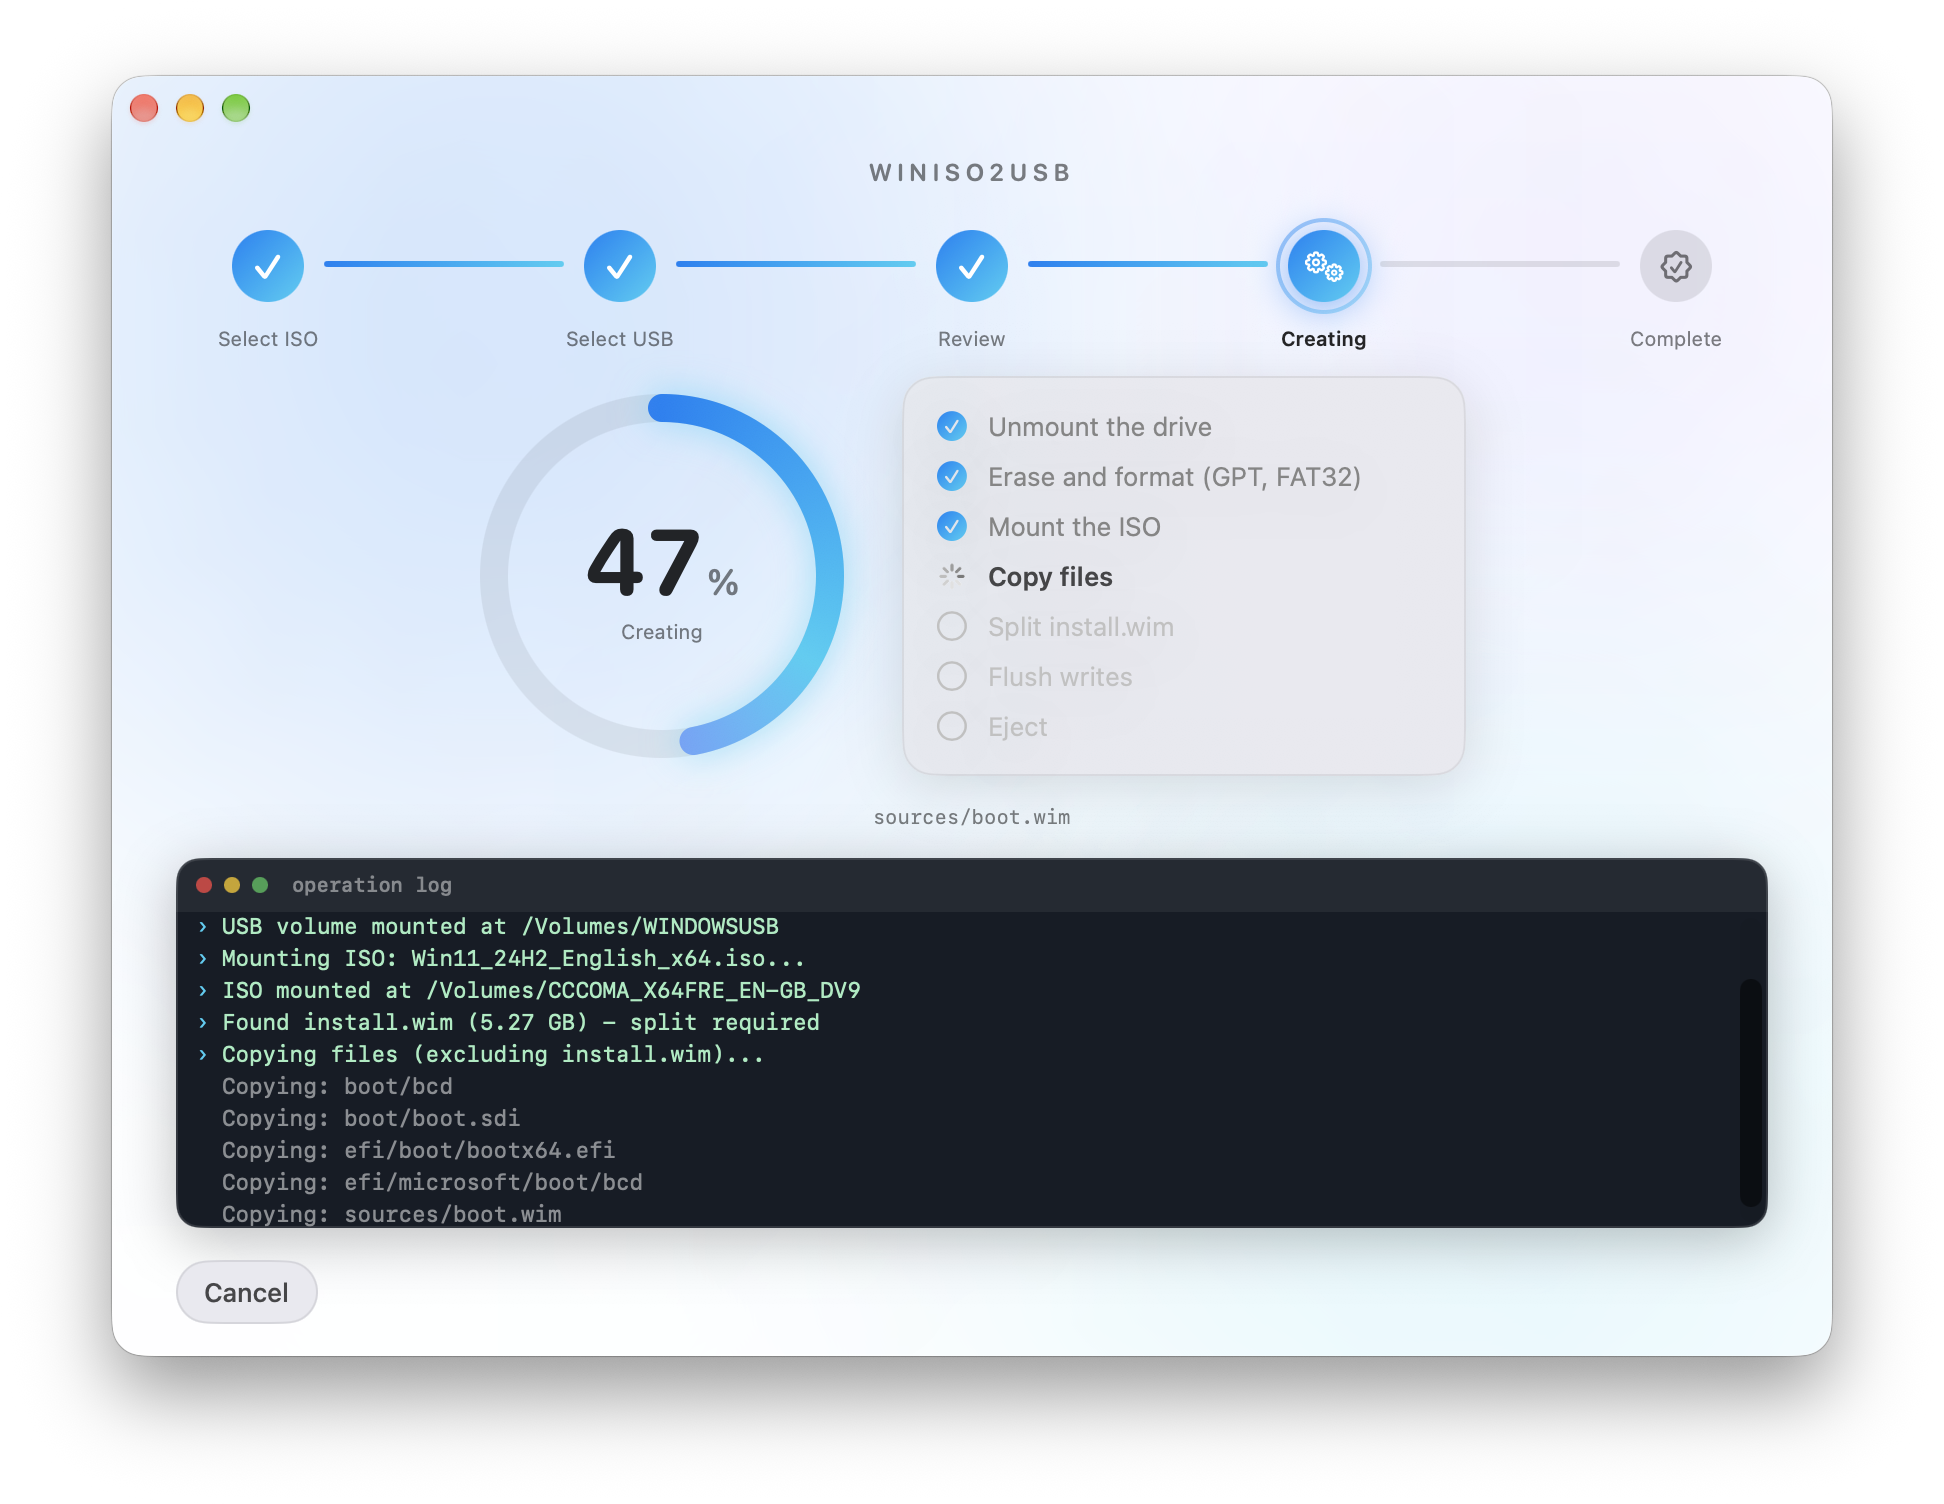 WINISO2USB
Select ISO
Select USB
Review
Creating
Complete
47 %
Creating
Unmount the drive
Erase and format (GPT, FAT32)
Mount the ISO
Copy files
Split install.wim
Flush writes
Eject
sources/boot.wim
operation log
› USB volume mounted at /Volumes/WINDOWSUSB
› Mounting ISO: Win11_24H2_English_x64.iso...
› ISO mounted at /Volumes/CCCOMA_X64FRE_EN-GB_DV9
› Found install.wim (5.27 GB) – split required
› Copying files (excluding install.wim)...
Copying: boot/bcd
Copying: boot/boot.sdi
Copying: efi/boot/bootx64.efi
Copying: efi/microsoft/boot/bcd
Copying: sources/boot.wim
Cancel